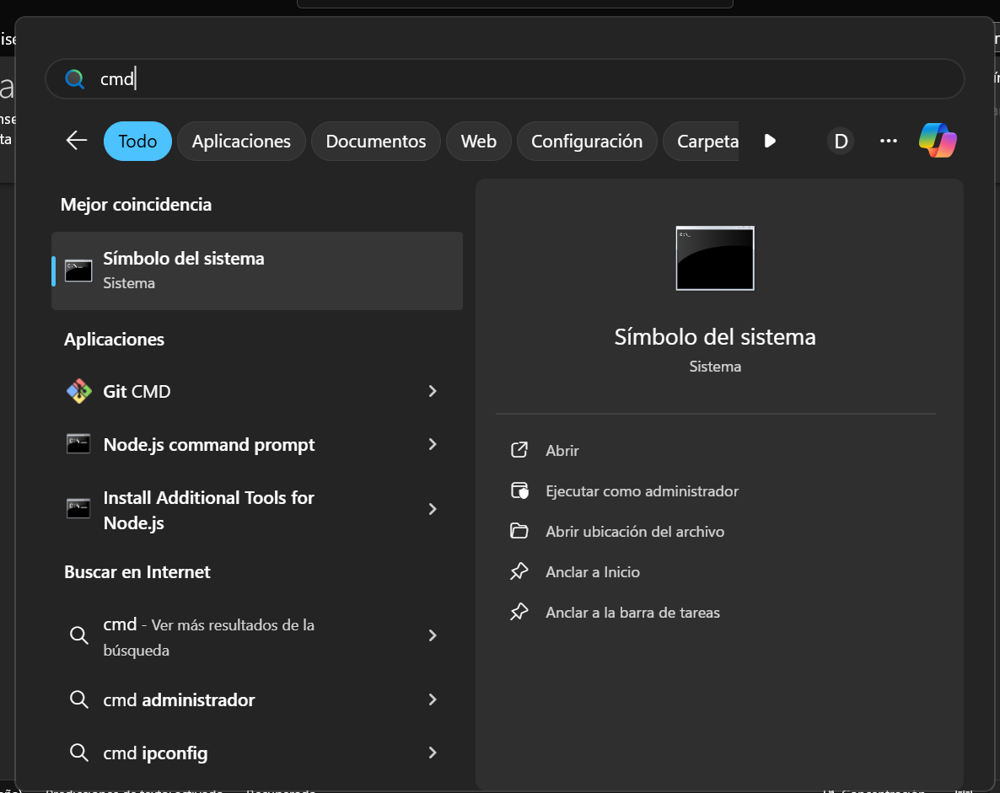 cmd
Todo
Aplicaciones
Documentos
Web
Configuración
Carpeta
D
Mejor coincidencia
Símbolo del sistema
Sistema
Aplicaciones
Git CMD
Node.js command prompt
Install Additional Tools for
Node.js
Buscar en Internet
cmd - Ver más resultados de la
búsqueda
cmd administrador
cmd ipconfig
Símbolo del sistema
Sistema
Abrir
Ejecutar como administrador
Abrir ubicación del archivo
Anclar a Inicio
Anclar a la barra de tareas